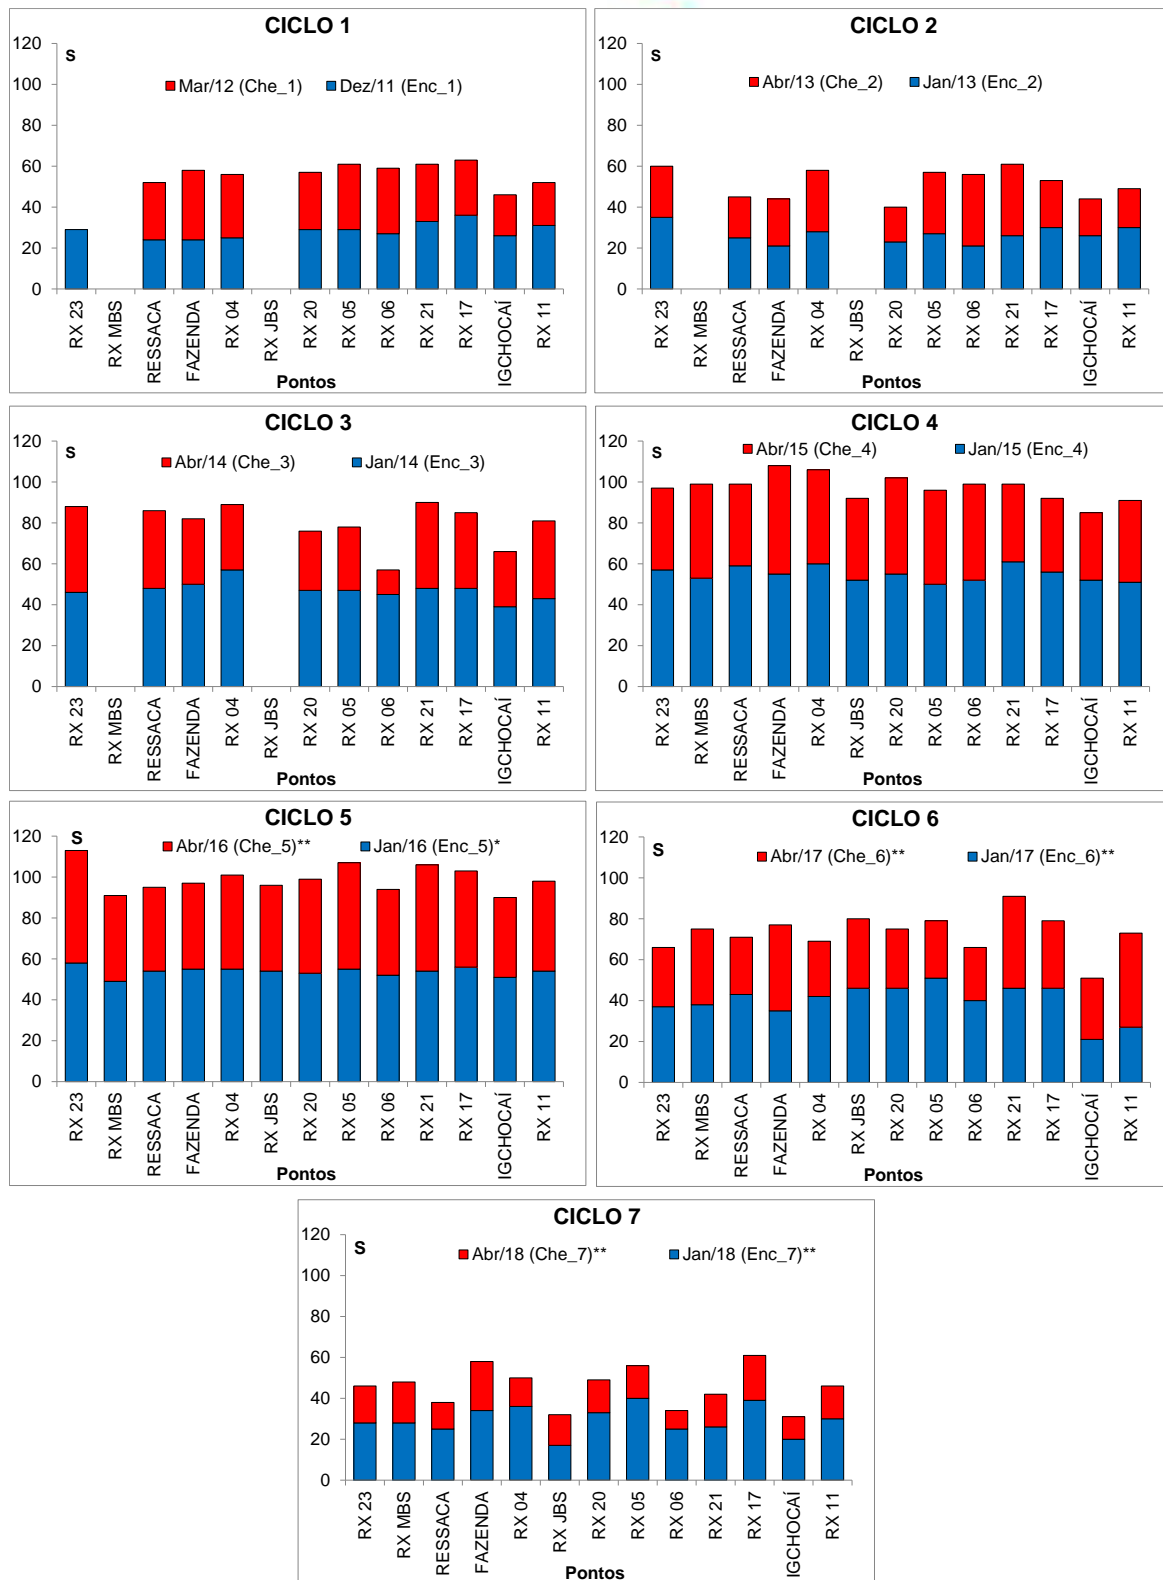 CICLO 1
S
Mar/12 (Che_1) Dez/11 (Enc_1)
120
100
80
60
40
20
0
RX 23
RX MBS
RESSACA
FAZENDA
RX 04
RX JBS
RX 20
RX 05
RX 06
RX 21
RX 17
IGCHOCAÍ
RX 11
Pontos
CICLO 2
S
Abr/13 (Che_2) Jan/13 (Enc_2)
120
100
80
60
40
20
0
RX 23
RX MBS
RESSACA
FAZENDA
RX 04
RX JBS
RX 20
RX 05
RX 06
RX 21
RX 17
IGCHOCAÍ
RX 11
Pontos
CICLO 3
S
Abr/14 (Che_3) Jan/14 (Enc_3)
120
100
80
60
40
20
0
RX 23
RX MBS
RESSACA
FAZENDA
RX 04
RX JBS
RX 20
RX 05
RX 06
RX 21
RX 17
IGCHOCAÍ
RX 11
Pontos
CICLO 4
S
Abr/15 (Che_4) Jan/15 (Enc_4)
120
100
80
60
40
20
0
RX 23
RX MBS
RESSACA
FAZENDA
RX 04
RX JBS
RX 20
RX 05
RX 06
RX 21
RX 17
IGCHOCAÍ
RX 11
Pontos
CICLO 5
S
Abr/16 (Che_5)** Jan/16 (Enc_5)*
120
100
80
60
40
20
0
RX 23
RX MBS
RESSACA
FAZENDA
RX 04
RX JBS
RX 20
RX 05
RX 06
RX 21
RX 17
IGCHOCAÍ
RX 11
Pontos
CICLO 6
S
Abr/17 (Che_6)** Jan/17 (Enc_6)**
120
100
80
60
40
20
0
RX 23
RX MBS
RESSACA
FAZENDA
RX 04
RX JBS
RX 20
RX 05
RX 06
RX 21
RX 17
IGCHOCAÍ
RX 11
Pontos
CICLO 7
S
Abr/18 (Che_7)** Jan/18 (Enc_7)**
120
100
80
60
40
20
0
RX 23
RX MBS
RESSACA
FAZENDA
RX 04
RX JBS
RX 20
RX 05
RX 06
RX 21
RX 17
IGCHOCAÍ
RX 11
Pontos